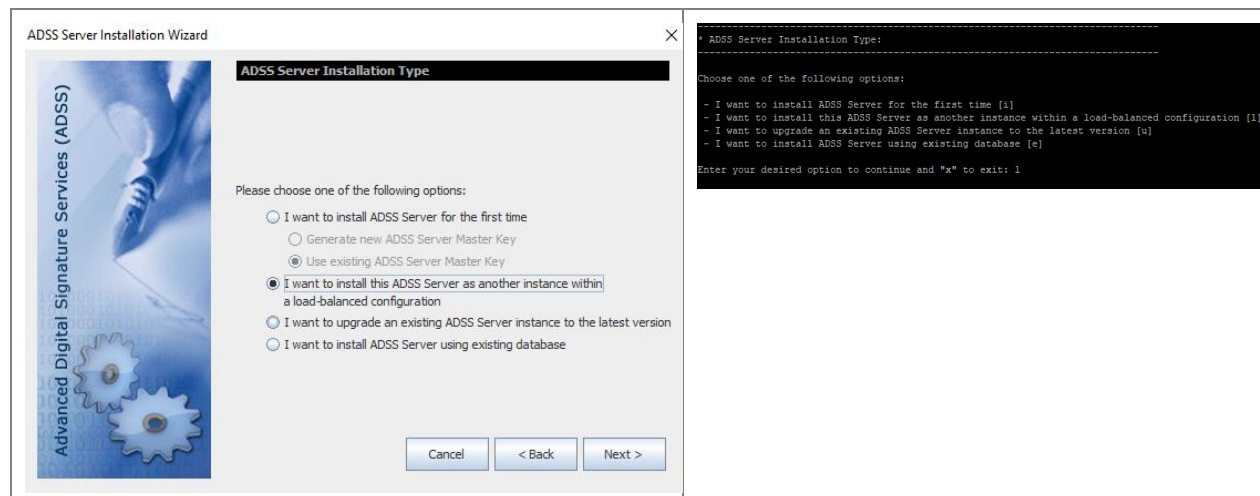 ADSS Server Installation Wizard
Advanced Digital Signature Services (ADSS)
ADSS Server Installation Type
Please choose one of the following options:
I want to install ADSS Server for the first time
Generate new ADSS Server Master Key
Use existing ADSS Server Master Key
I want to install this ADSS Server as another instance within
a load-balanced configuration
I want to upgrade an existing ADSS Server instance to the latest version
I want to install ADSS Server using existing database
Cancel
< Back
Next >
* ADSS Server Installation Type:
Choose one of the following options:
- I want to install ADSS Server for the first time [i]
- I want to install this ADSS Server as another instance within a load-balanced configuration [l]
- I want to upgrade an existing ADSS Server instance to the latest version [u]
- I want to install ADSS Server using existing database [e]
Enter your desired option to continue and "x" to exit: l